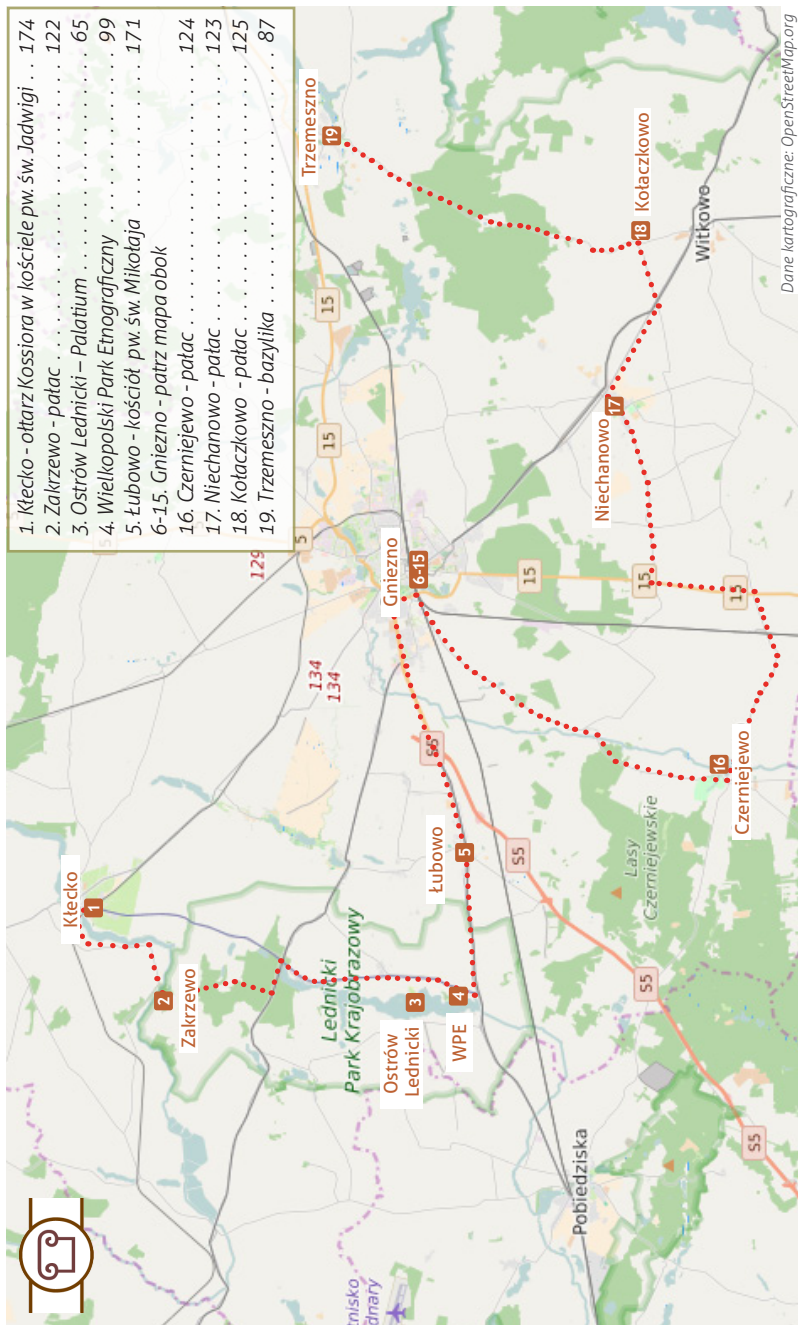 1. Kłecko - ołtarz Kossiora w kościele pw. św. Jadwigi . . 174
2. Zakrzewo - pałac . . . . . . . . . . . . . . . . . . . . . . . . . . . . . 122
3. Ostrów Lednicki – Palatium . . . . . . . . . . . . . . . . . . . . . 65
4. Wielkopolski Park Etnograficzny . . . . . . . . . . . . . . . . . 99
5. Łubowo - kościół pw. św. Mikołaja . . . . . . . . . . . . . . . 171
6-15. Gniezno - patrz mapa obok
16. Czerniejewo - pałac . . . . . . . . . . . . . . . . . . . . . . . . . . 124
17. Niechanowo - pałac . . . . . . . . . . . . . . . . . . . . . . . . . . 123
18. Kołaczkowo - pałac . . . . . . . . . . . . . . . . . . . . . . . . . . 125
19. Trzemeszno - bazylika . . . . . . . . . . . . . . . . . . . . . . . . . 87
Kłecko
1
2
Zakrzewo
Lednicki
Park Krajobrazowy
Ostrów
Lednicki
3
WPE
4
Łubowo
5
Gniezno
6-15
134
134
129
5
5
15
15
15
15
15
S5
S5
S5
S5
Trzemeszno
19
Kołaczkowo
18
Witkowo
Niechanowo
17
16
Czerniejewo
Lasy
Czerniejewskie
Pobiedziska
tnisko
dnary
Dane kartograficzne: OpenStreetMap.org